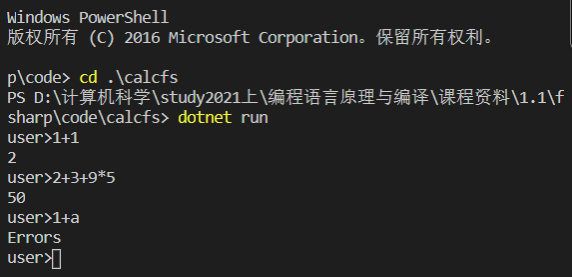 Windows PowerShell
版权所有 (C) 2016 Microsoft Corporation。保留所有权利。
p\code> cd .\calcfs
PS D:\计算机科学\study2021上\编程语言原理与编译\课程资料\1.1\f
sharp\code\calcfs> dotnet run
user>1+1
2
user>2+3+9*5
50
user>1+a
Errors
user>